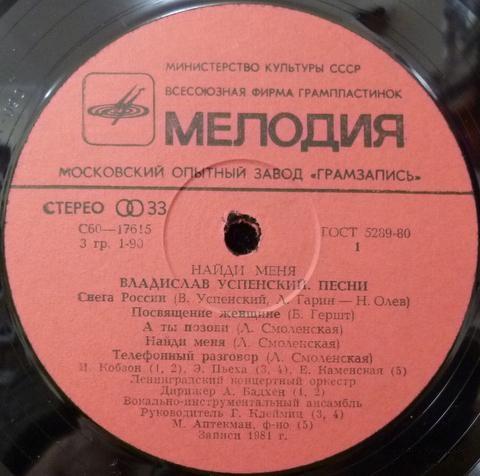 МИНИСТЕРСТВО КУЛЬТУРЫ СССР
ВСЕСОЮЗНАЯ ФИРМА ГРАМПЛАСТИНОК
МЕЛОДИЯ
МОСКОВСКИЙ ОПЫТНЫЙ ЗАВОД «ГРАМЗАПИСЬ»
СТЕРЕО 33
С60—17615
ГОСТ 5289-80
3 гр. 1-90
1
НАЙДИ МЕНЯ
ВЛАДИСЛАВ УСПЕНСКИЙ. ПЕСНИ
Снега России (В. Успенский, Л. Гарин — Н. Олев)
Посвящение женщине (Б. Гершт)
А ты позови (Л. Смоленская)
Найди меня (Л. Смоленская)
Телефонный разговор (Л. Смоленская)
И. Кобзон (1, 2), Э. Пьеха (3, 4), Е. Каменская (5)
Ленинградский концертный оркестр
Дирижер А. Бадхен (1, 2)
Вокально-инструментальный ансамбль
Руководитель Г. Клеймиц (3, 4)
М. Аптекман, ф-но (5)
Записи 1981 г.